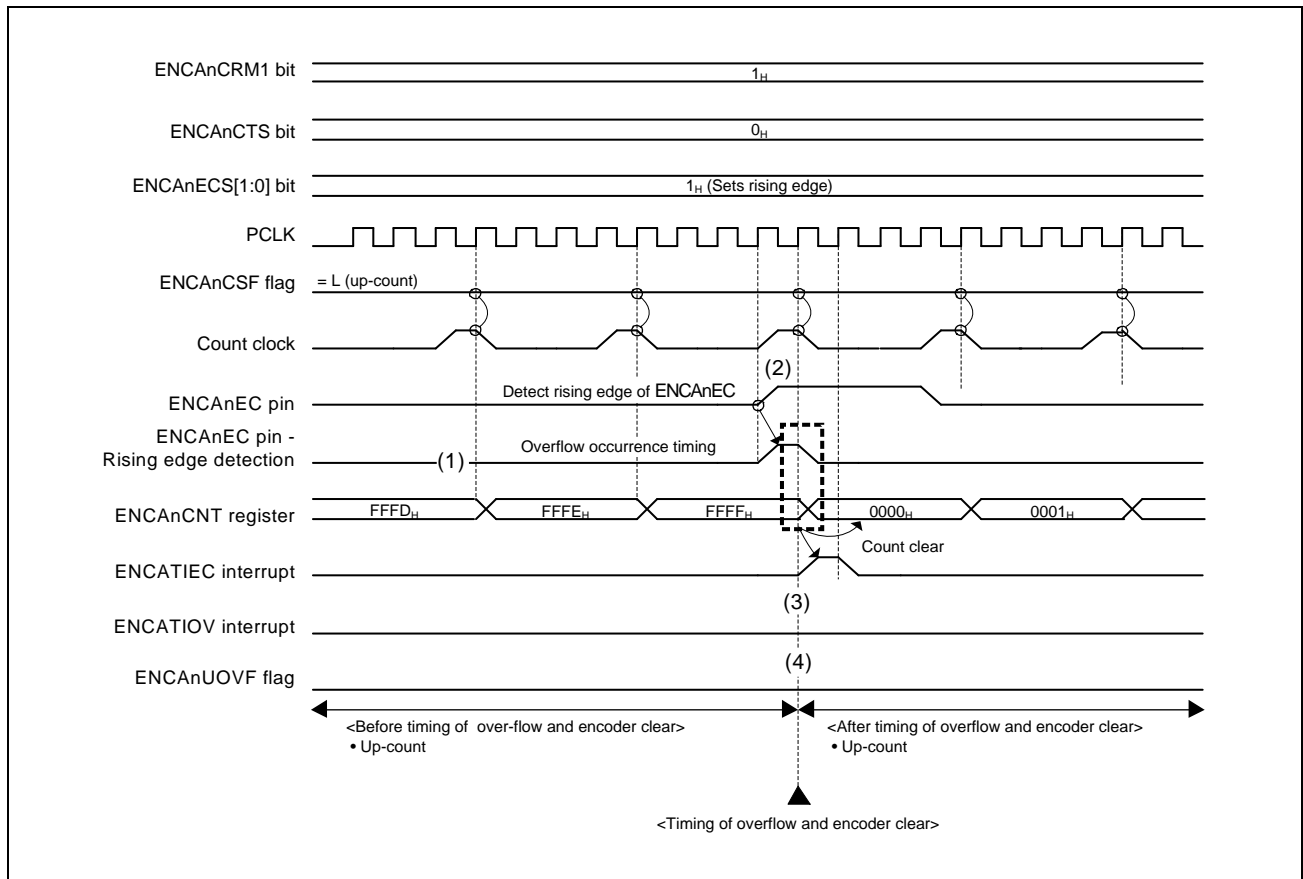 ENCAnCRM1 bit
1H
ENCAnCTS bit
0H
ENCAnECS[1:0] bit
1H (Sets rising edge)
PCLK
ENCAnCSF flag
= L (up-count)
Count clock
(2)
Detect rising edge of ENCAnEC
ENCAnEC pin
ENCAnEC pin -
Rising edge detection
(1)
Overflow occurrence timing
ENCAnCNT register
FFFDH
FFFEH
FFFFH
0000H
0001H
Count clear
ENCATIEC interrupt
(3)
ENCATIOV interrupt
(4)
ENCAnUOVF flag
<Before timing of over-flow and encoder clear>
• Up-count
<After timing of overflow and encoder clear>
• Up-count
<Timing of overflow and encoder clear>